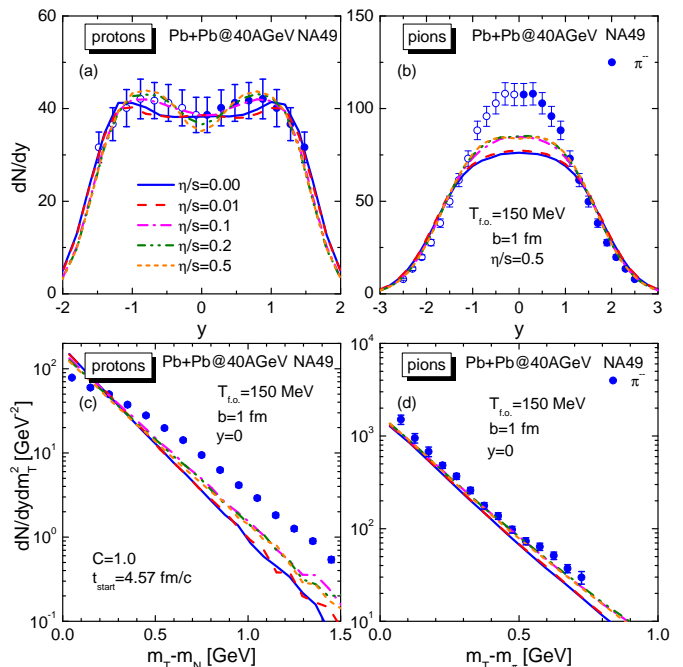 60
40
20
0
dN/dy
protons
Pb+Pb@40AGeV NA49
(a)
η/s=0.00
η/s=0.01
η/s=0.1
η/s=0.2
η/s=0.5
-2 -1 0 1 2
y
150
100
50
0
pions
Pb+Pb@40AGeV NA49
(b)
π⁻
T_f.o.=150 MeV
b=1 fm
η/s=0.5
-3 -2 -1 0 1 2 3
y
10²
10¹
10⁰
10⁻¹
dN/dydm_T² [GeV⁻²]
protons
Pb+Pb@40AGeV NA49
(c)
T_f.o.=150 MeV
b=1 fm
y=0
C=1.0
t_start=4.57 fm/c
0.0 0.5 1.0 1.5
m_T-m_N [GeV]
10⁴
10³
10²
10¹
pions
Pb+Pb@40AGeV NA49
(d)
π⁻
T_f.o.=150 MeV
b=1 fm
y=0
0.0 0.5 1.0
m_T-m_π [GeV]